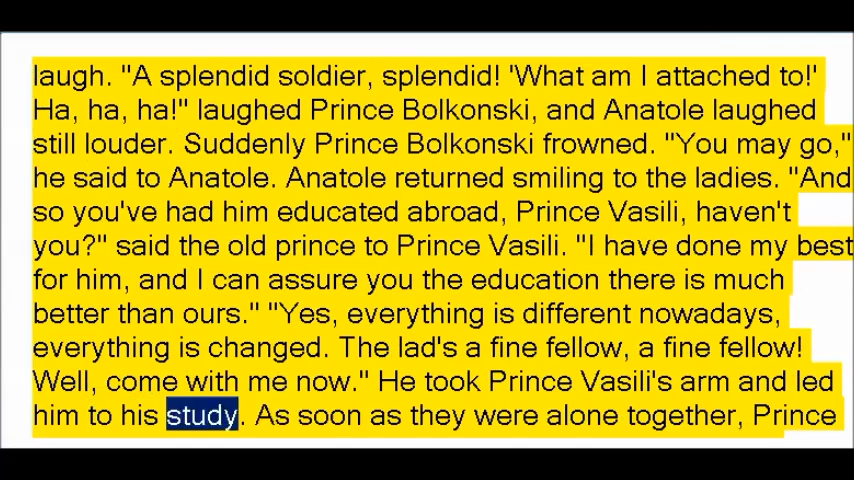 laugh. "A splendid soldier, splendid! 'What am I attached to!'
Ha, ha, ha!" laughed Prince Bolkonski, and Anatole laughed
still louder. Suddenly Prince Bolkonski frowned. "You may go,"
he said to Anatole. Anatole returned smiling to the ladies. "And
so you've had him educated abroad, Prince Vasili, haven't
you?" said the old prince to Prince Vasili. "I have done my best
for him, and I can assure you the education there is much
better than ours." "Yes, everything is different nowadays,
everything is changed. The lad's a fine fellow, a fine fellow!
Well, come with me now." He took Prince Vasili's arm and led
him to his study. As soon as they were alone together, Prince